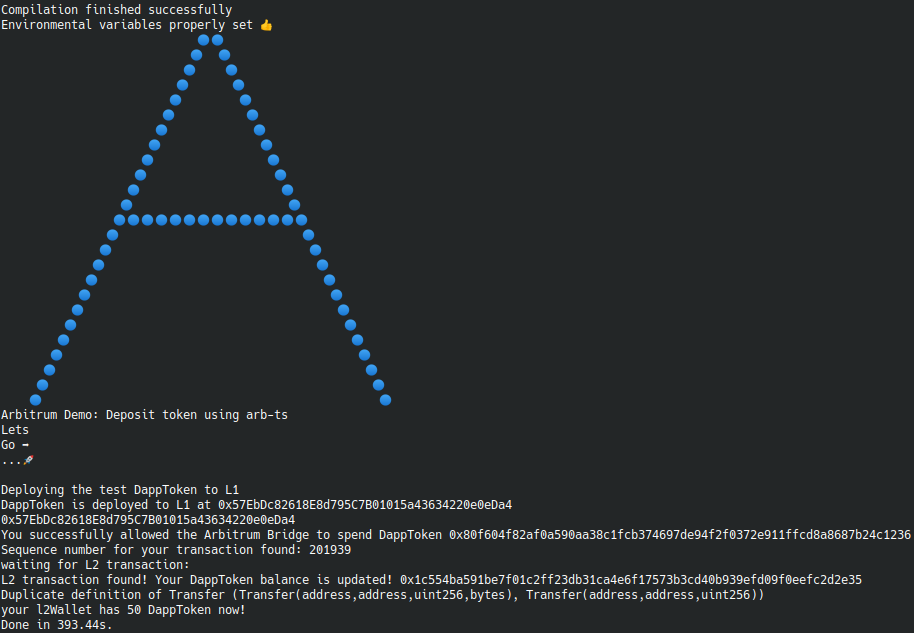 Compilation finished successfully
Environmental variables properly set 👍
Arbitrum Demo: Deposit token using arb-ts
Lets
Go ➡
...🚀
Deploying the test DappToken to L1
DappToken is deployed to L1 at 0x57EbDc82618E8d795C7B01015a43634220e0eDa4
0x57EbDc82618E8d795C7B01015a43634220e0eDa4
You successfully allowed the Arbitrum Bridge to spend DappToken 0x80f604f82af0a590aa38c1fcb374697de94f2f0372e911ffcd8a8687b24c1236
Sequence number for your transaction found: 201939
waiting for L2 transaction:
L2 transaction found! Your DappToken balance is updated! 0x1c554ba591be7f01c2ff23db31ca4e6f17573b3cd40b939efd09f0eefc2d2e35
Duplicate definition of Transfer (Transfer(address,address,uint256,bytes), Transfer(address,address,uint256))
your l2Wallet has 50 DappToken now!
Done in 393.44s.